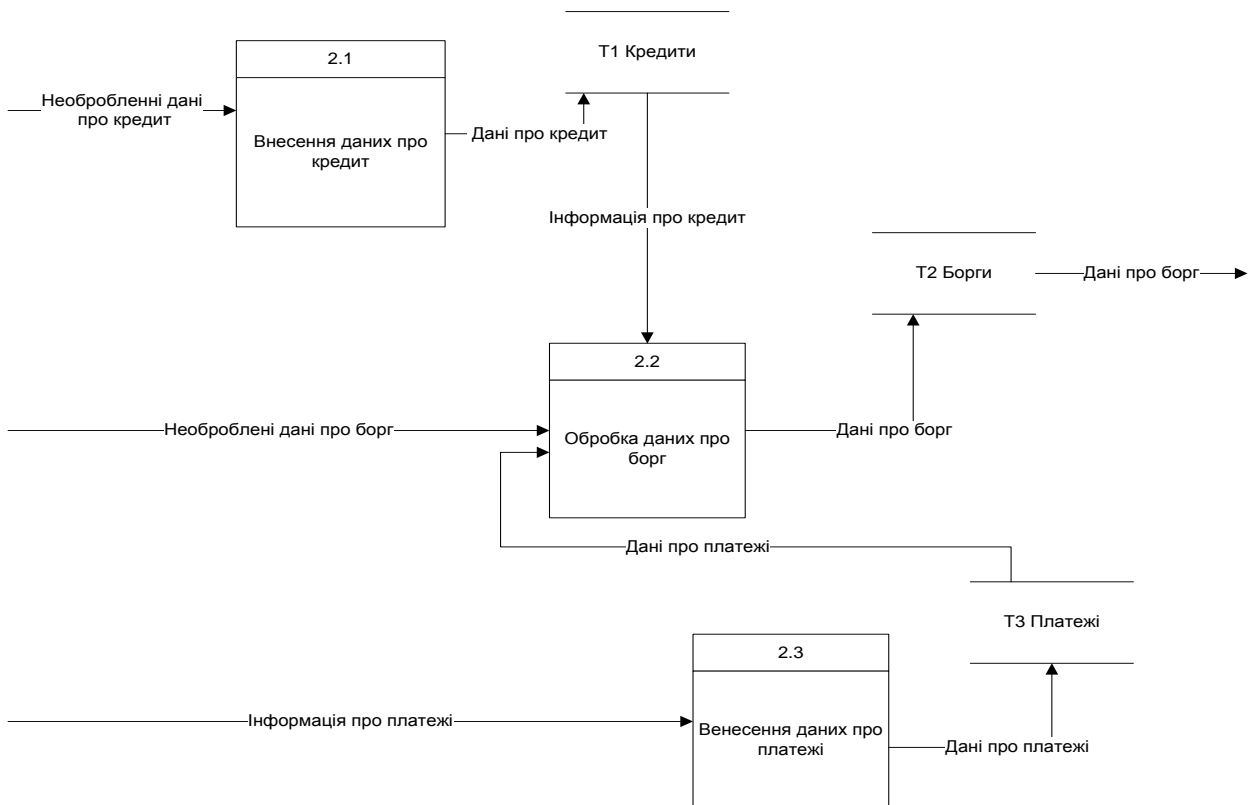 Т1 Кредити
2.1
Необробленні дані
про кредит
Внесення даних про
кредит
Дані про кредит
Інформація про кредит
Т2 Борги
Дані про борг
2.2
Необроблені дані про борг
Обробка даних про
борг
Дані про борг
Дані про платежі
Т3 Платежі
2.3
Інформація про платежі
Венесення даних про
платежі
Дані про платежі